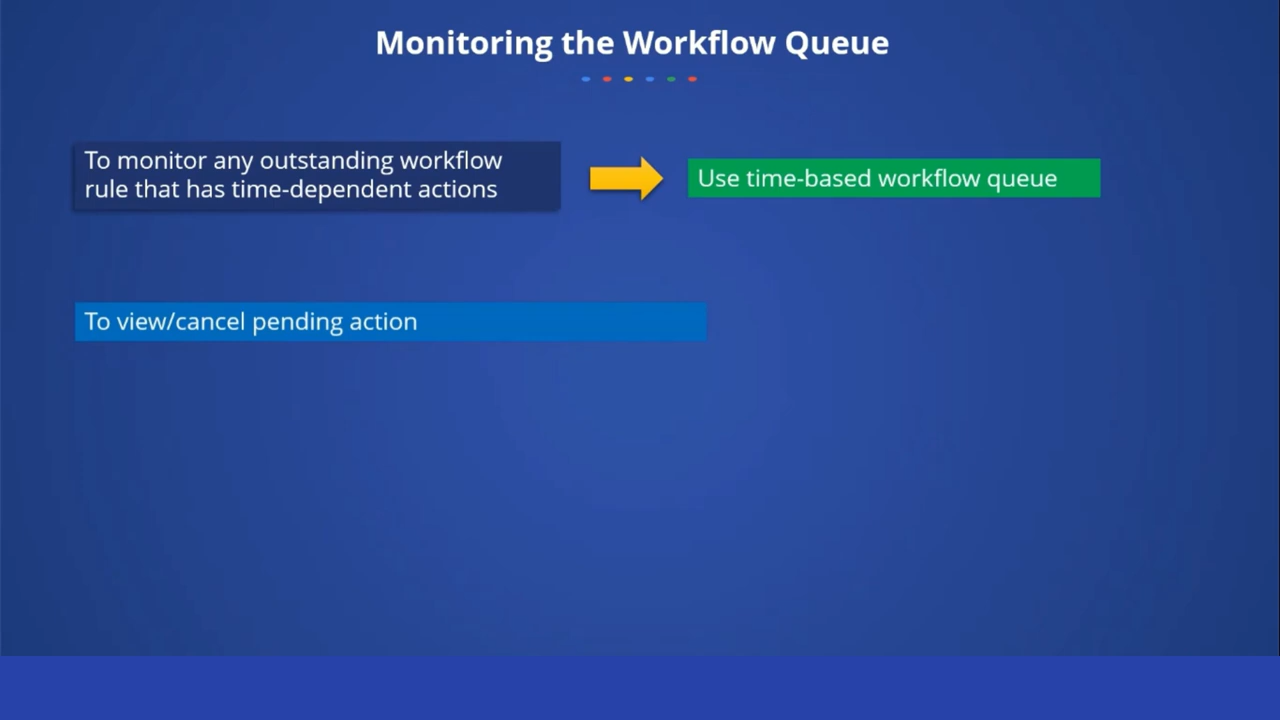 Monitoring the Workflow Queue
To monitor any outstanding workflow
rule that has time-dependent actions
Use time-based workflow queue
To view/cancel pending action